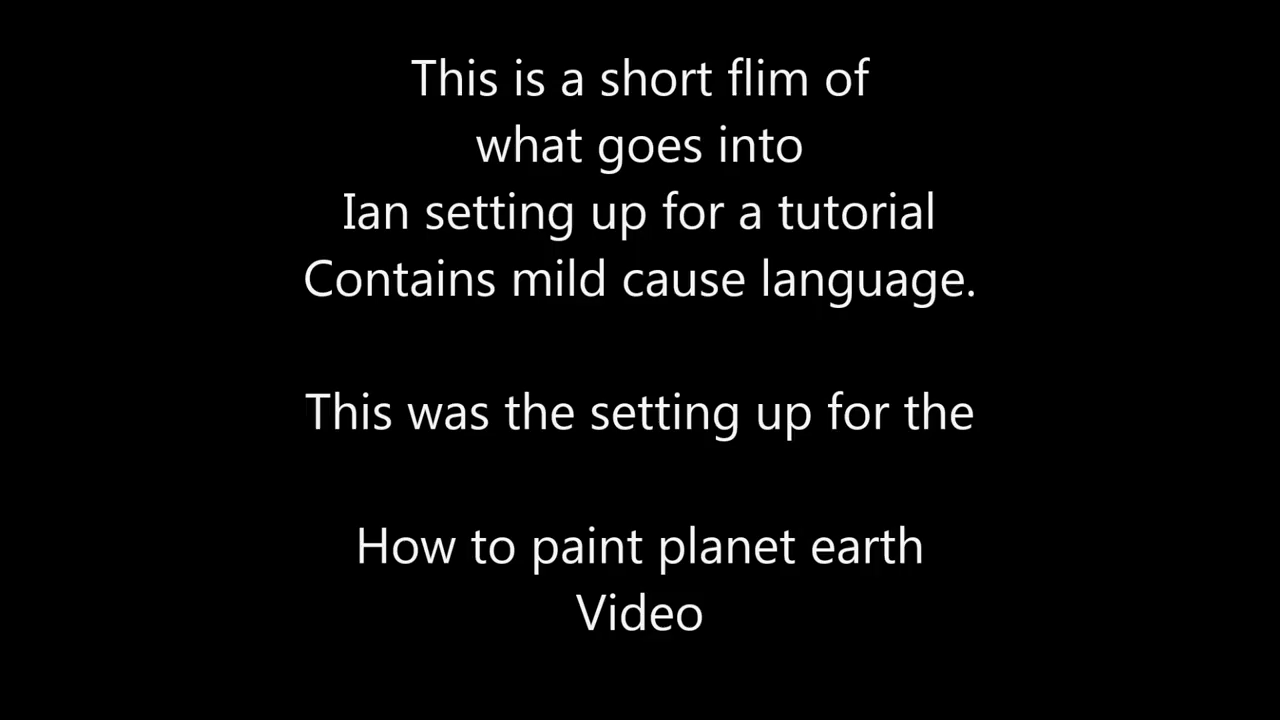 This is a short flim of
what goes into
Ian setting up for a tutorial
Contains mild cause language.
This was the setting up for the
How to paint planet earth
Video